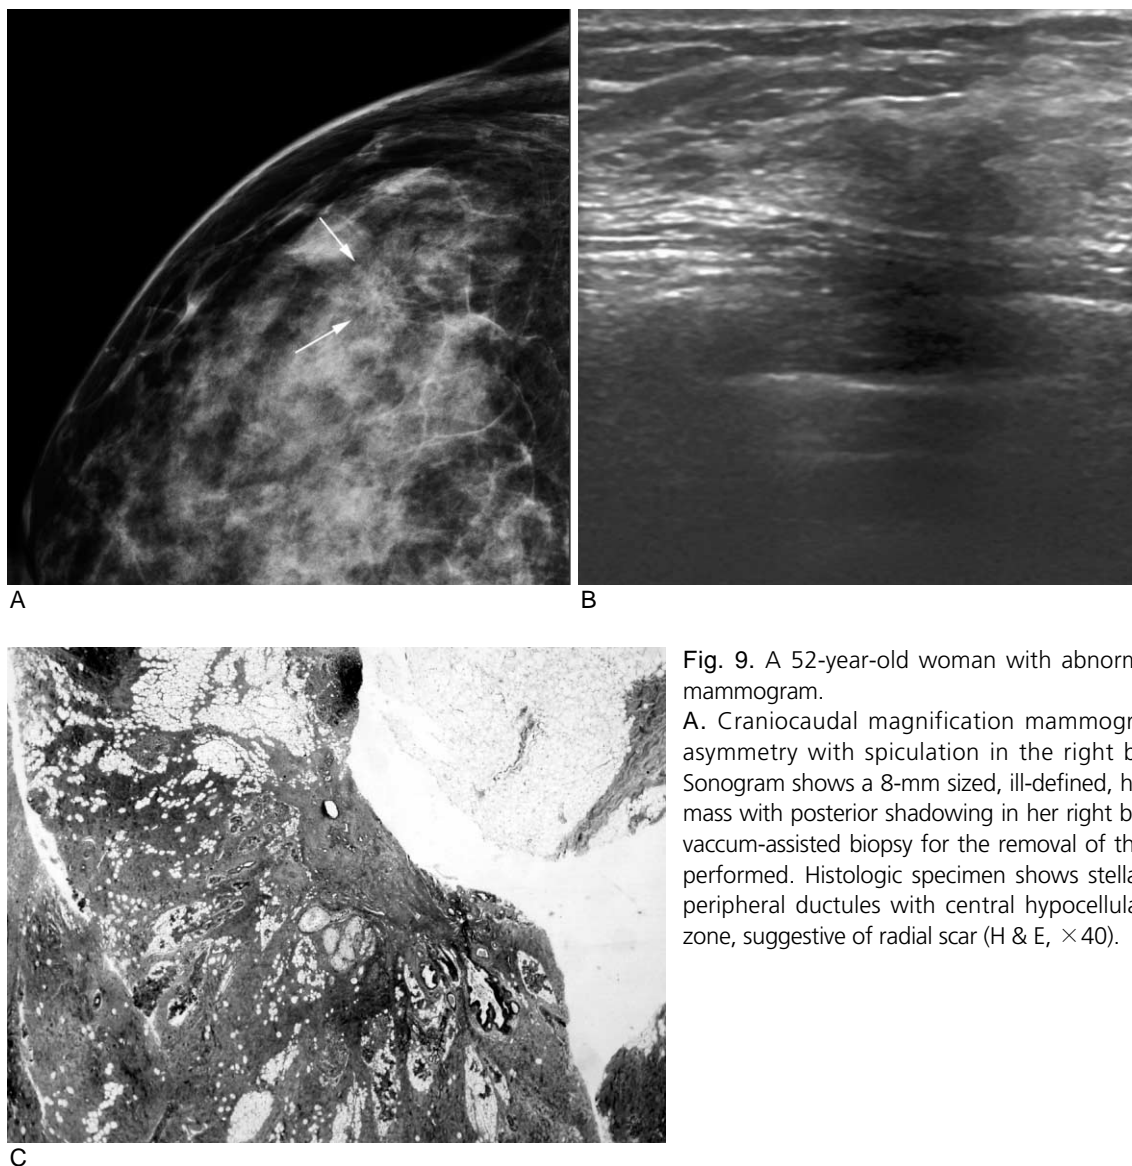 A
B
C
Fig. 9. A 52-year-old woman with abnorm
mammogram.
A. Craniocaudal magnification mammogr
asymmetry with spiculation in the right b
Sonogram shows a 8-mm sized, ill-defined, h
mass with posterior shadowing in her right b
vaccum-assisted biopsy for the removal of th
performed. Histologic specimen shows stella
peripheral ductules with central hypocellula
zone, suggestive of radial scar (H & E, ×40).